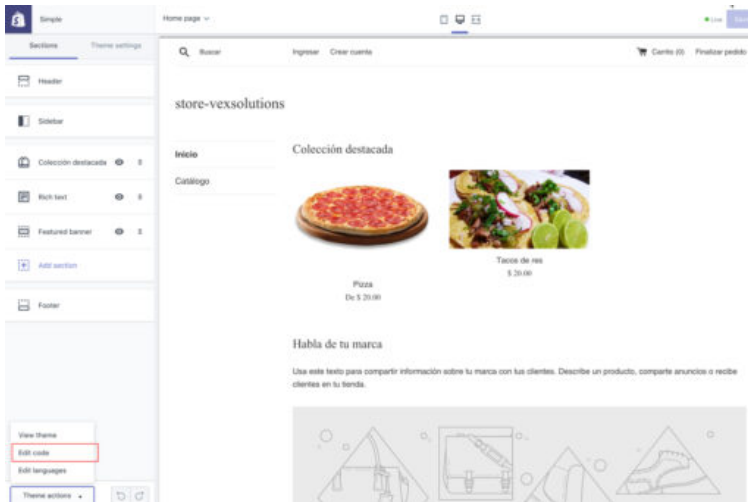 Simple
Home page
Live
Sections
Theme settings
Header
Sidebar
Colección destacada
Rich text
Featured banner
Add section
Footer
View theme
Edit code
Edit languages
Theme actions
Buscar
Ingresar Crear cuenta
Carrito (0) Finalizar pedido
store-vexsolutions
Inicio
Catálogo
Colección destacada
Pizza
De $ 20.00
Tacos de res
$ 20.00
Habla de tu marca
Usa este texto para compartir información sobre tu marca con tus clientes. Describe un producto, comparte anuncios o recibe
clientes en tu tienda.